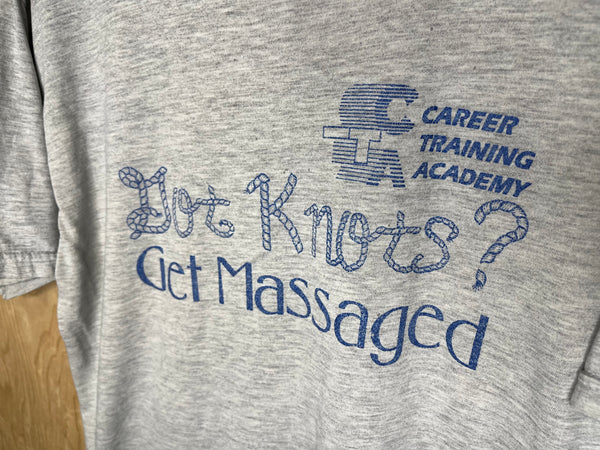 CTA
CAREER
TRAINING
ACADEMY
Got Knots?
Get Massaged